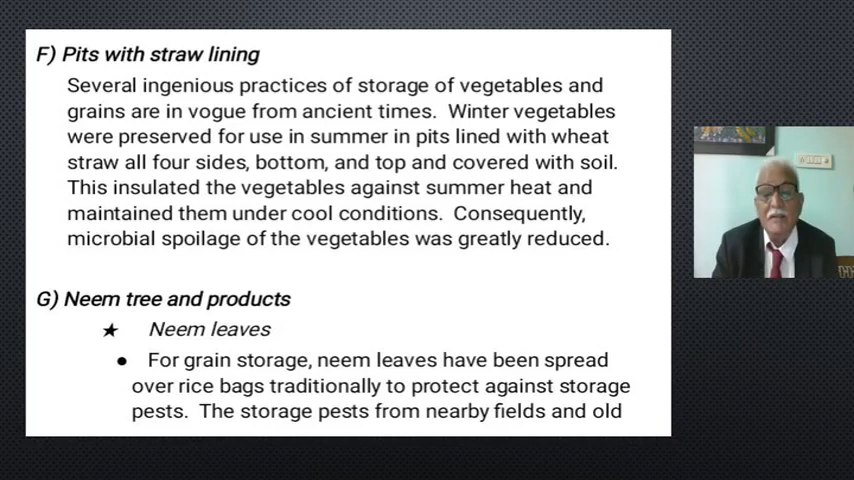 F) Pits with straw lining
Several ingenious practices of storage of vegetables and
grains are in vogue from ancient times. Winter vegetables
were preserved for use in summer in pits lined with wheat
straw all four sides, bottom, and top and covered with soil.
This insulated the vegetables against summer heat and
maintained them under cool conditions. Consequently,
microbial spoilage of the vegetables was greatly reduced.
G) Neem tree and products
★ Neem leaves
● For grain storage, neem leaves have been spread
over rice bags traditionally to protect against storage
pests. The storage pests from nearby fields and old